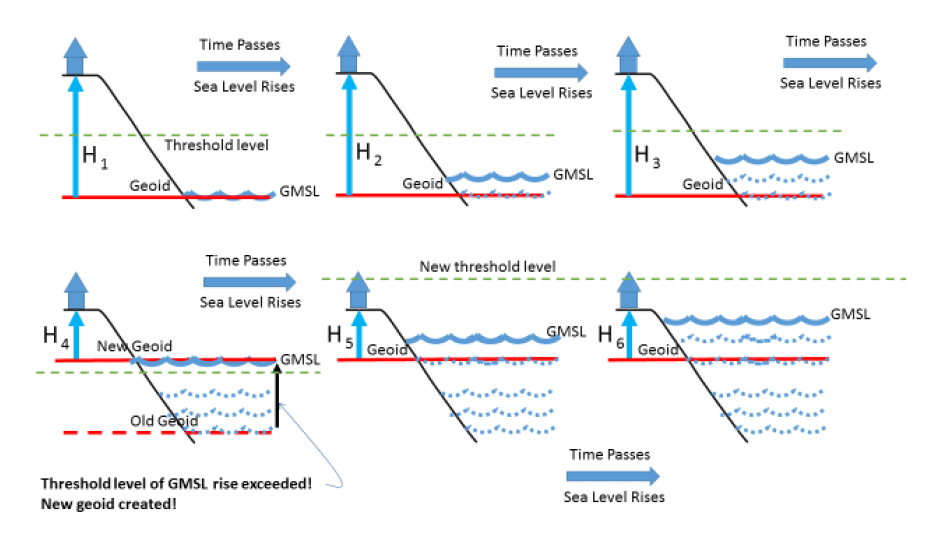 Time Passes
Sea Level Rises
Threshold level
H1
Geoid
GMSL
Time Passes
Sea Level Rises
H2
Geoid
GMSL
Time Passes
Sea Level Rises
H3
Geoid
GMSL
Time Passes
Sea Level Rises
H4
New Geoid
GMSL
Old Geoid
Threshold level of GMSL rise exceeded!
New geoid created!
New threshold level
H5
Geoid
GMSL
H6
Geoid
GMSL
Time Passes
Sea Level Rises